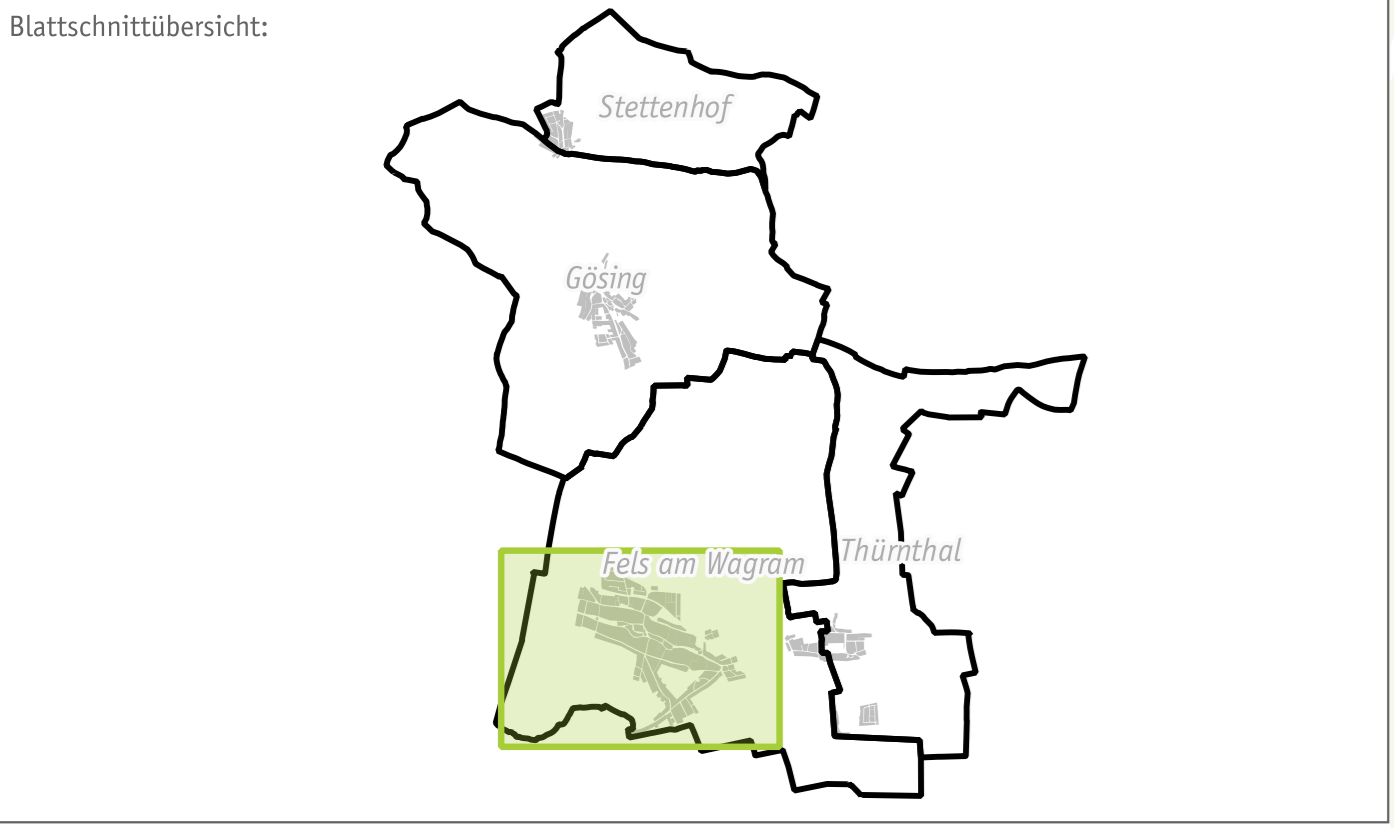 Blattschnittübersicht:
Stettenhof
Gösing
Thürnthal
Fels am Wagram